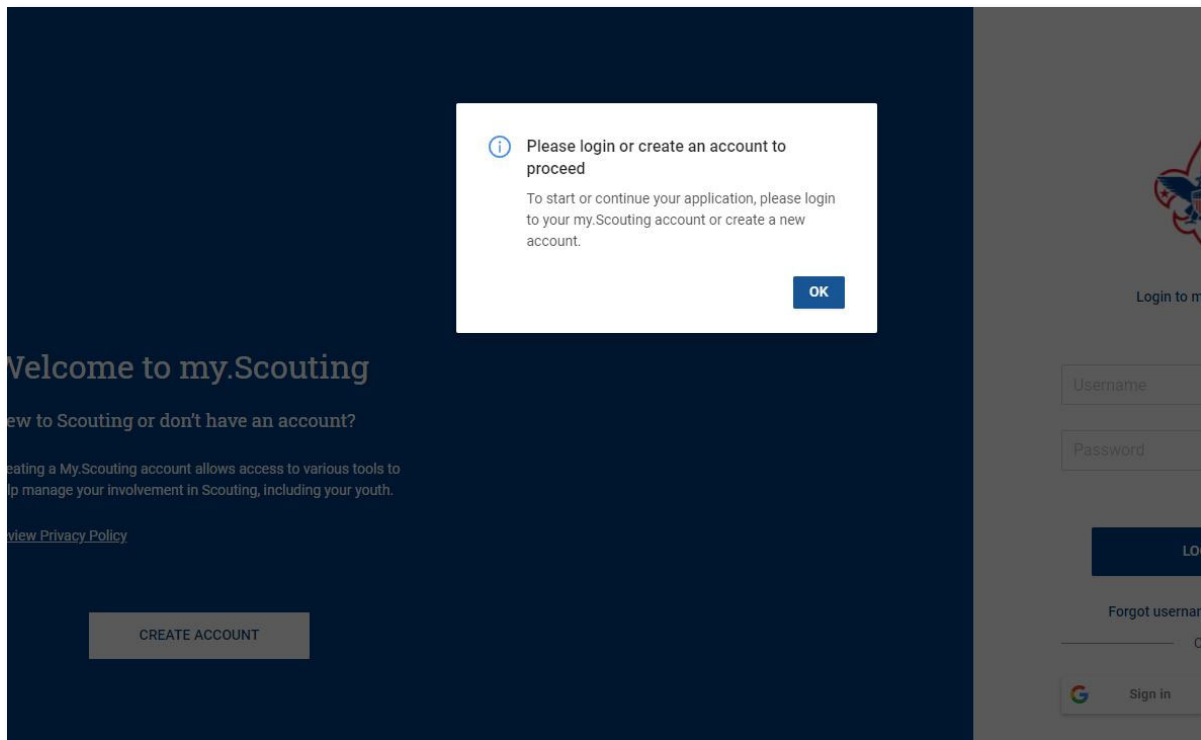 Please login or create an account to
proceed
To start or continue your application, please login
to your my.Scouting account or create a new
account.
OK
Welcome to my.Scouting
ew to Scouting or don't have an account?
eating a My.Scouting account allows access to various tools to
lp manage your involvement in Scouting, including your youth.
view Privacy Policy
CREATE ACCOUNT
Login to m
Username
Password
LO
Forgot usernam
Sign in